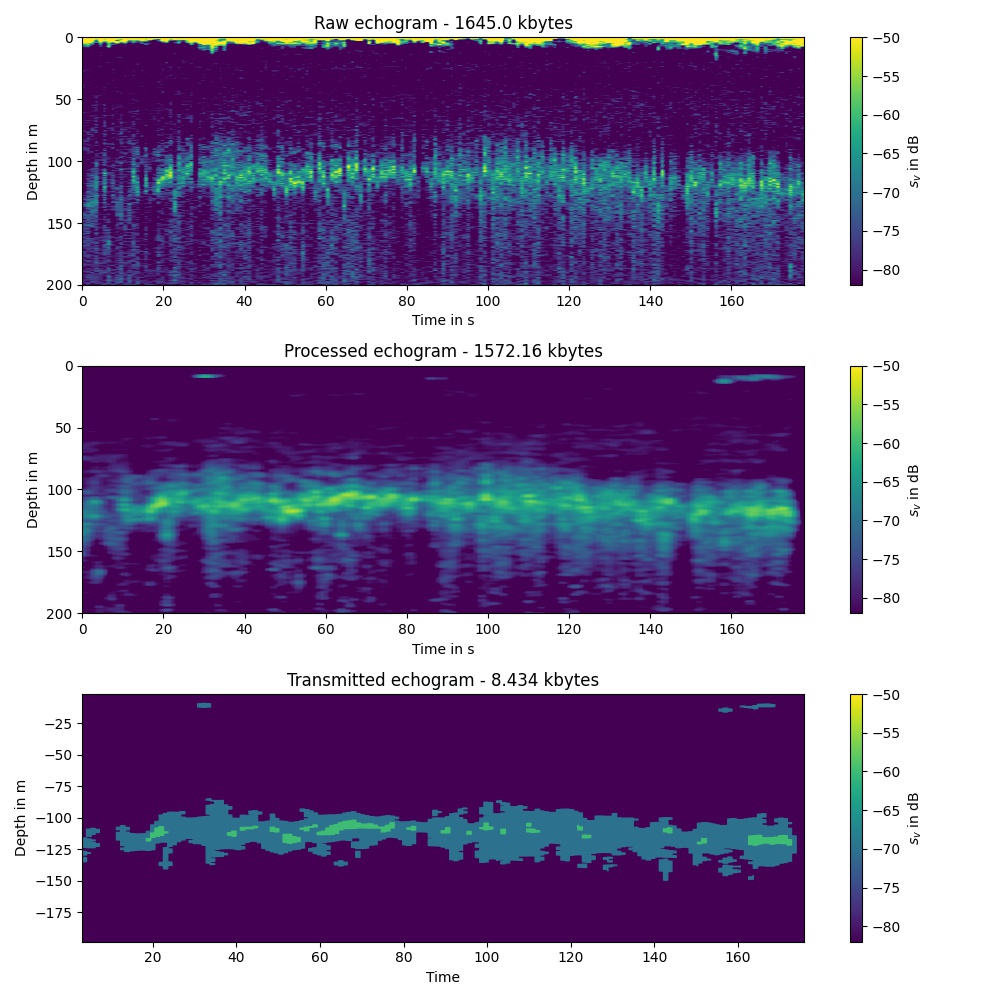 Raw echogram - 1645.0 kbytes
0
50
100
150
200
Depth in m
0 20 40 60 80 100 120 140 160
Time in s
−50
−55
−60
−65
−70
−75
−80
sv in dB
Processed echogram - 1572.16 kbytes
0
50
100
150
200
Depth in m
0 20 40 60 80 100 120 140 160
Time in s
−50
−55
−60
−65
−70
−75
−80
sv in dB
Transmitted echogram - 8.434 kbytes
−25
−50
−75
−100
−125
−150
−175
Depth in m
20 40 60 80 100 120 140 160
Time
−50
−55
−60
−65
−70
−75
−80
sv in dB